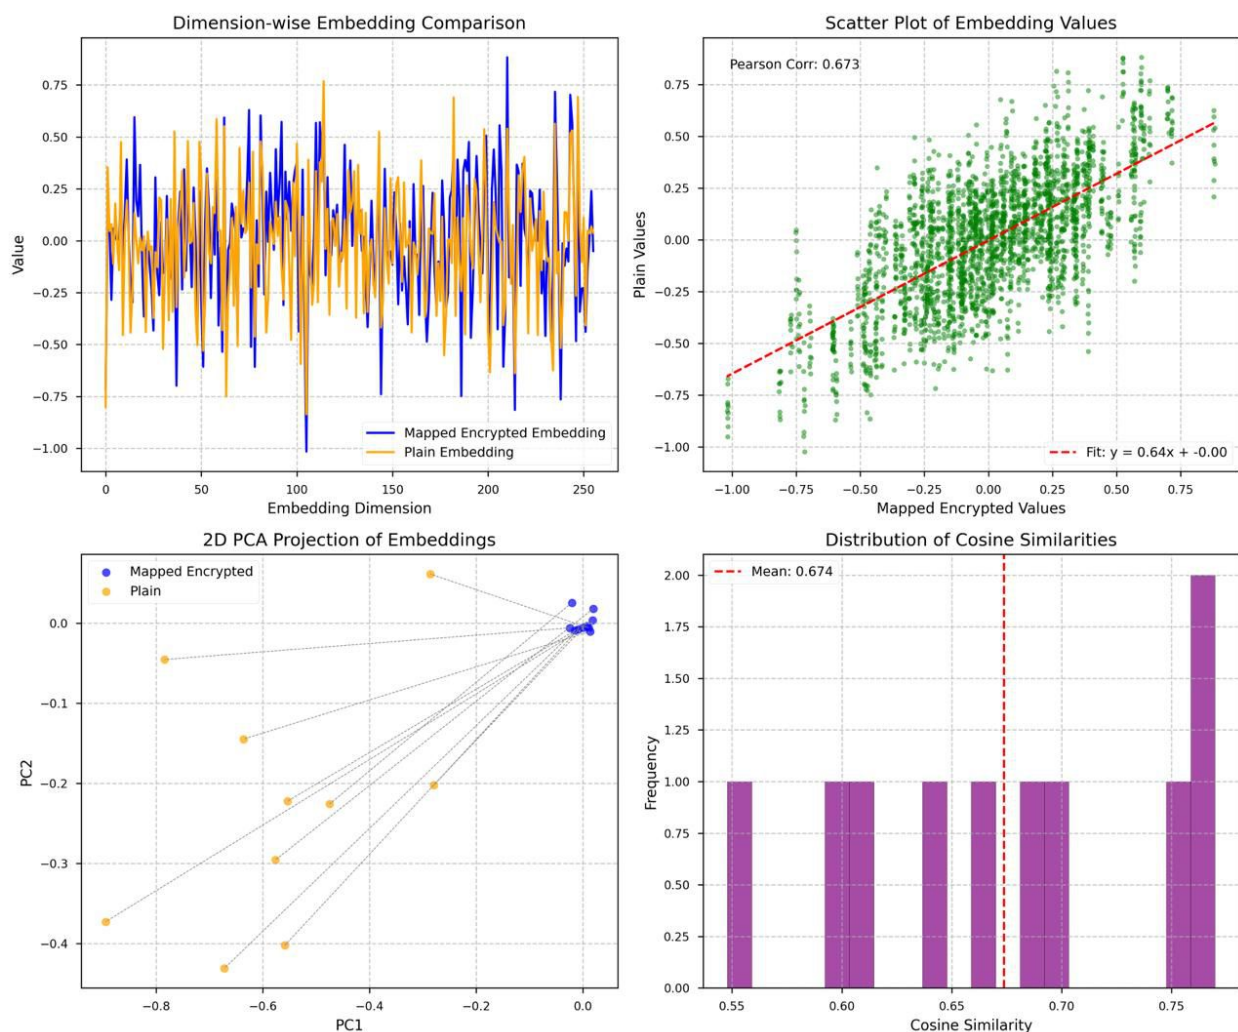 Dimension-wise Embedding Comparison
0.75
0.50
0.25
0.00
−0.25
−0.50
−0.75
−1.00
Value
Mapped Encrypted Embedding
Plain Embedding
0 50 100 150 200 250
Embedding Dimension
Scatter Plot of Embedding Values
Pearson Corr: 0.673
0.75
0.50
0.25
0.00
−0.25
−0.50
−0.75
−1.00
Plain Values
Fit: y = 0.64x + -0.00
−1.00 −0.75 −0.50 −0.25 0.00 0.25 0.50 0.75
Mapped Encrypted Values
2D PCA Projection of Embeddings
Mapped Encrypted
Plain
0.0
−0.1
−0.2
−0.3
−0.4
PC2
−0.8 −0.6 −0.4 −0.2 0.0
PC1
Distribution of Cosine Similarities
Mean: 0.674
2.00
1.75
1.50
1.25
1.00
0.75
0.50
0.25
0.00
Frequency
0.55 0.60 0.65 0.70 0.75
Cosine Similarity